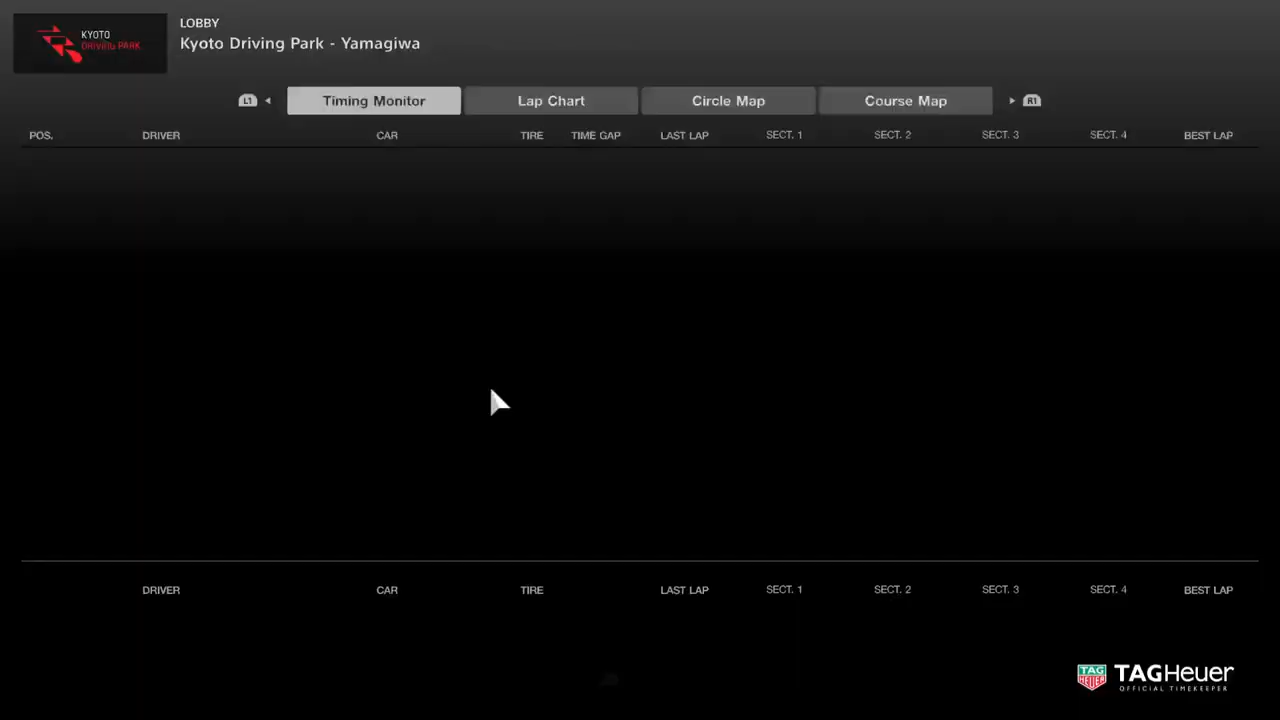 KYOTO
DRIVING PARK
LOBBY
Kyoto Driving Park - Yamagiwa
L1 Timing Monitor Lap Chart Circle Map Course Map R1
POS. DRIVER CAR TIRE TIME GAP LAST LAP SECT. 1 SECT. 2 SECT. 3 SECT. 4 BEST LAP
DRIVER CAR TIRE LAST LAP SECT. 1 SECT. 2 SECT. 3 SECT. 4 BEST LAP
TAG
HEUER
TAGHeuer
OFFICIAL TIMEKEEPER